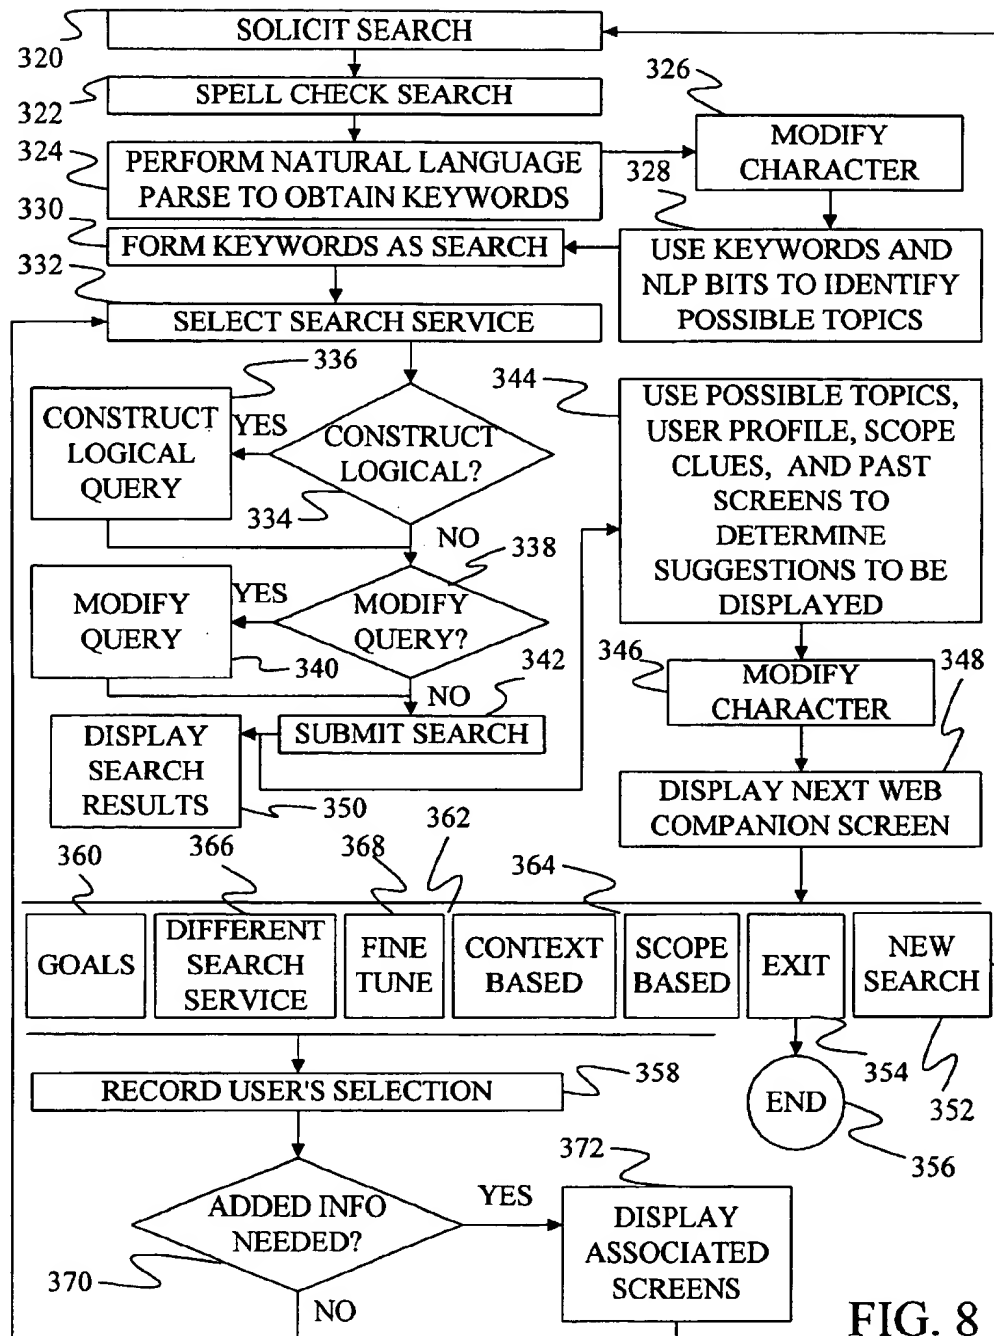 SOLICIT SEARCH
320
SPELL CHECK SEARCH
322
326
MODIFY
CHARACTER
324
PERFORM NATURAL LANGUAGE
PARSE TO OBTAIN KEYWORDS
328
330
FORM KEYWORDS AS SEARCH
USE KEYWORDS AND
NLP BITS TO IDENTIFY
POSSIBLE TOPICS
332
SELECT SEARCH SERVICE
336
CONSTRUCT
LOGICAL
QUERY
YES
CONSTRUCT
LOGICAL?
334
NO
344
USE POSSIBLE TOPICS,
USER PROFILE, SCOPE
CLUES, AND PAST
SCREENS TO
DETERMINE
SUGGESTIONS TO BE
DISPLAYED
338
MODIFY
QUERY
YES
MODIFY
QUERY?
340
NO
342
SUBMIT SEARCH
346
MODIFY
CHARACTER
348
DISPLAY
SEARCH
RESULTS
350
DISPLAY NEXT WEB
COMPANION SCREEN
360
366
368
362
364
GOALS
DIFFERENT
SEARCH
SERVICE
FINE
TUNE
CONTEXT
BASED
SCOPE
BASED
EXIT
NEW
SEARCH
354
352
RECORD USER'S SELECTION
358
END
356
ADDED INFO
NEEDED?
370
YES
372
DISPLAY
ASSOCIATED
SCREENS
NO
FIG. 8